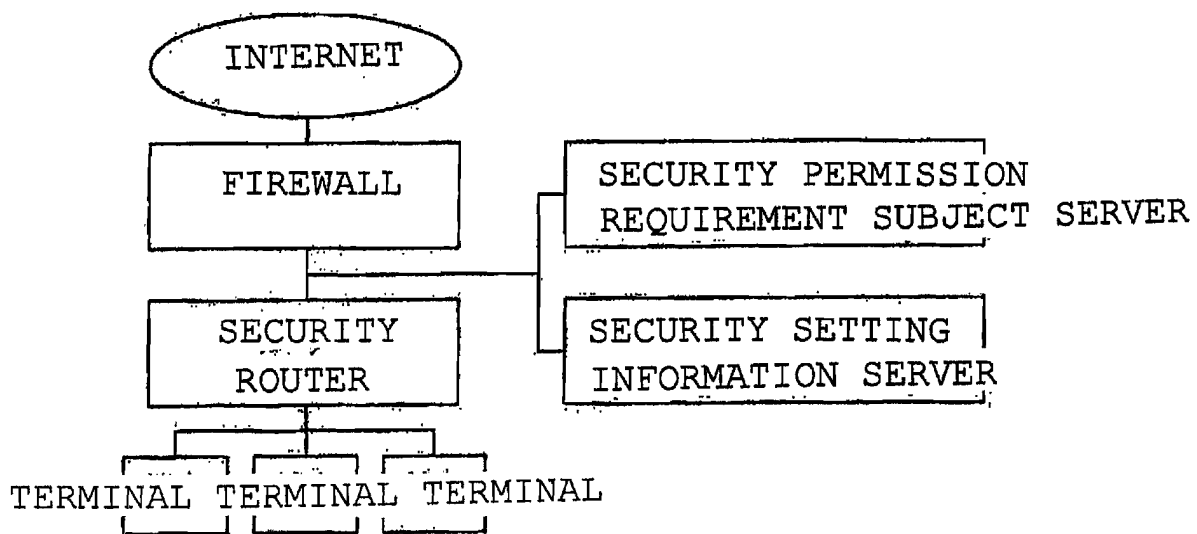 INTERNET
FIREWALL
SECURITY PERMISSION
REQUIREMENT SUBJECT SERVER
SECURITY
ROUTER
SECURITY SETTING
INFORMATION SERVER
TERMINAL TERMINAL TERMINAL